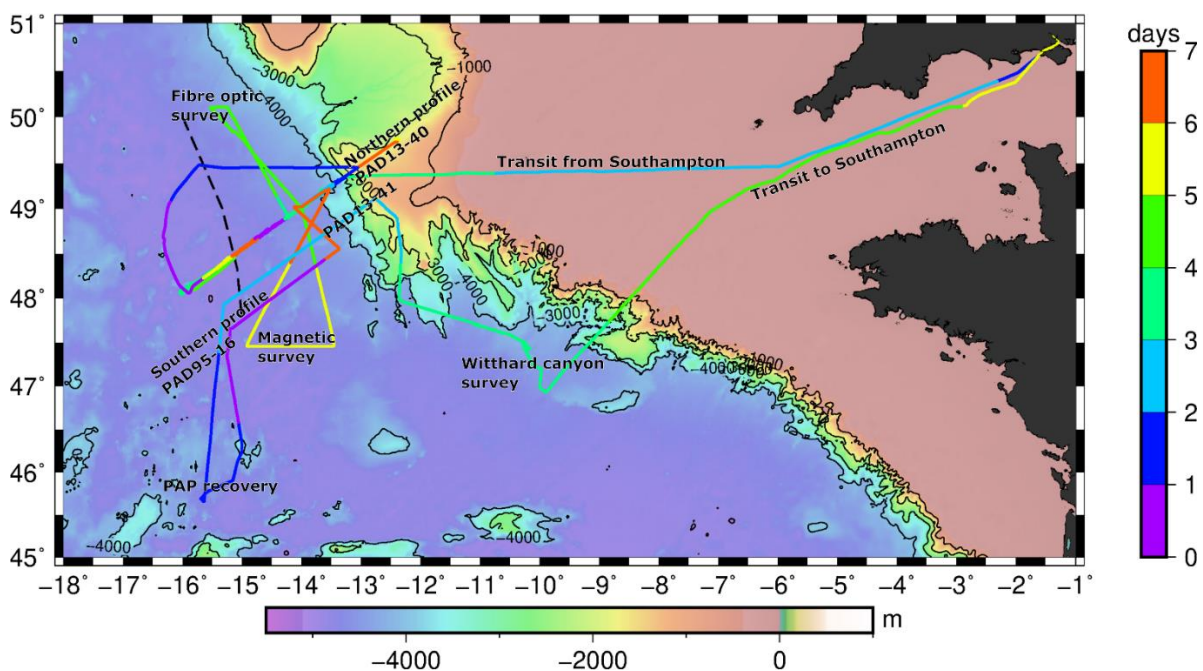 days
51°
50°
49°
48°
47°
46°
45°
−18 −17 −16 −15 −14 −13 −12 −11 −10 −9 −8 −7 −6 −5 −4 −3 −2 −1°
7
6
5
4
3
2
1
0
−3000
−4000
−1000
Fibre optic
survey
Northern profile
PAD13-40
PAD13-41
Transit from Southampton
Transit to Southampton
Southern profile
PAD95-16
Magnetic
survey
Witthard canyon
survey
PAP recovery
−1000
−2000
−4000
−3000
−1000
−4000
−4000
−4000
m
−4000
−2000
0